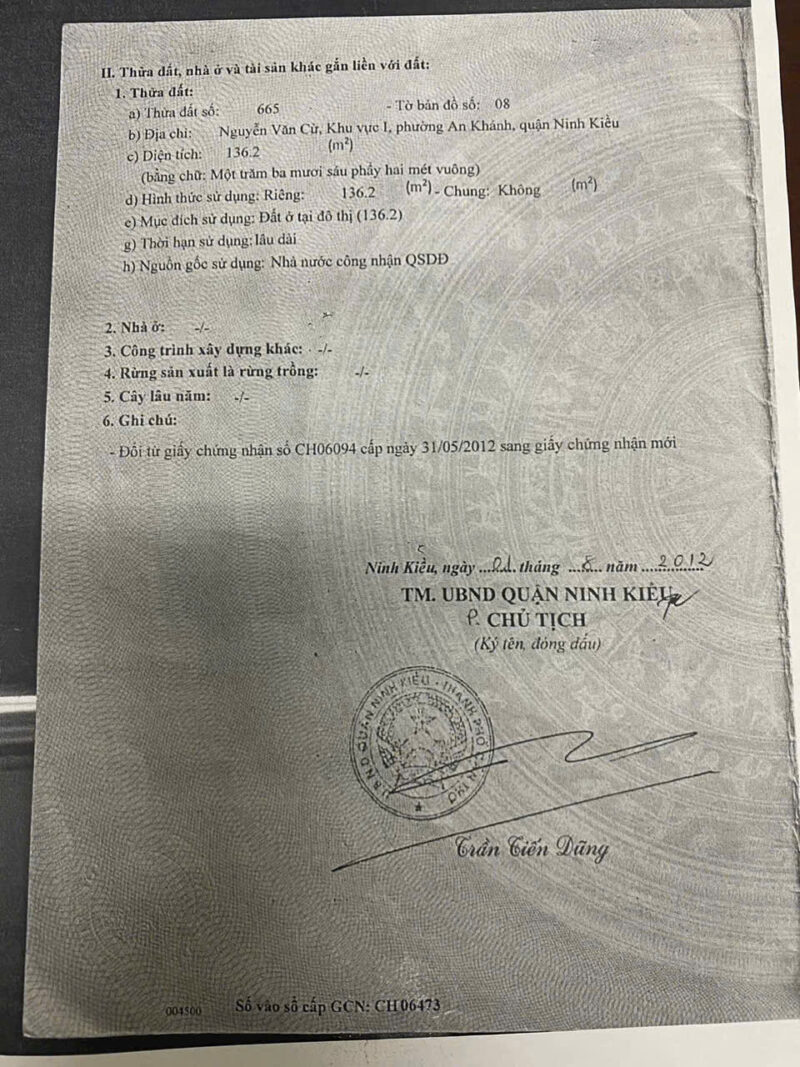 II. Thửa đất, nhà ở và tài sản khác gắn liền với đất:
1. Thửa đất:
a) Thửa đất số: 665 - Tờ bản đồ số: 08
b) Địa chỉ: Nguyễn Văn Cừ, Khu vực I, phường An Khánh, quận Ninh Kiều
c) Diện tích: 136.2 (m²)
(bằng chữ: Một trăm ba mươi sáu phẩy hai mét vuông)
d) Hình thức sử dụng: Riêng: 136.2 (m²) - Chung: Không (m²)
e) Mục đích sử dụng: Đất ở tại đô thị (136.2)
g) Thời hạn sử dụng: lâu dài
h) Nguồn gốc sử dụng: Nhà nước công nhận QSDĐ
2. Nhà ở: -/-
3. Công trình xây dựng khác: -/-
4. Rừng sản xuất là rừng trồng: -/-
5. Cây lâu năm: -/-
6. Ghi chú:
- Đổi từ giấy chứng nhận số CH06094 cấp ngày 31/05/2012 sang giấy chứng nhận mới
Ninh Kiều, ngày ... tháng ...8... năm ...2012
TM. UBND QUẬN NINH KIỀU
P. CHỦ TỊCH
(Ký tên, đóng dấu)
U.B.N.D QUẬN NINH KIỀU - THÀNH PHỐ CẦN THƠ
Trần Tiến Dũng
004500 Số vào sổ cấp GCN: CH06473